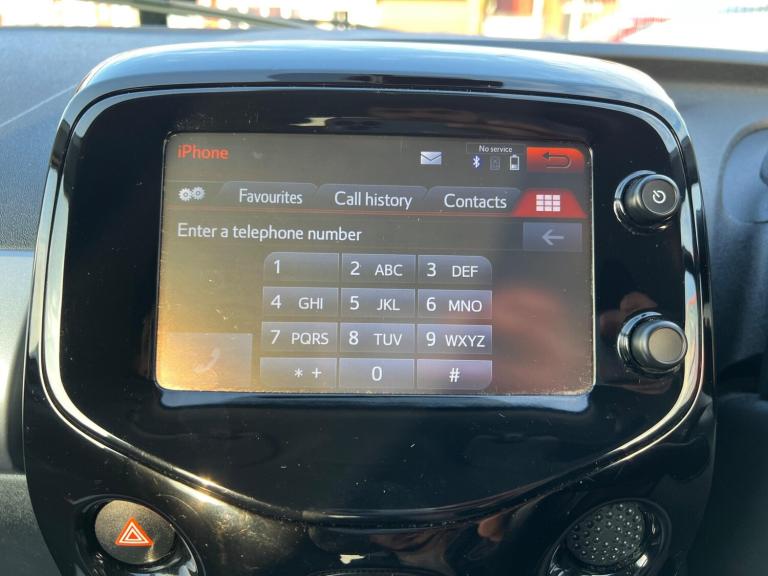 iPhone
No service
Favourites Call history Contacts
Enter a telephone number
1 2 ABC 3 DEF
4 GHI 5 JKL 6 MNO
7 PQRS 8 TUV 9 WXYZ
* + 0 #